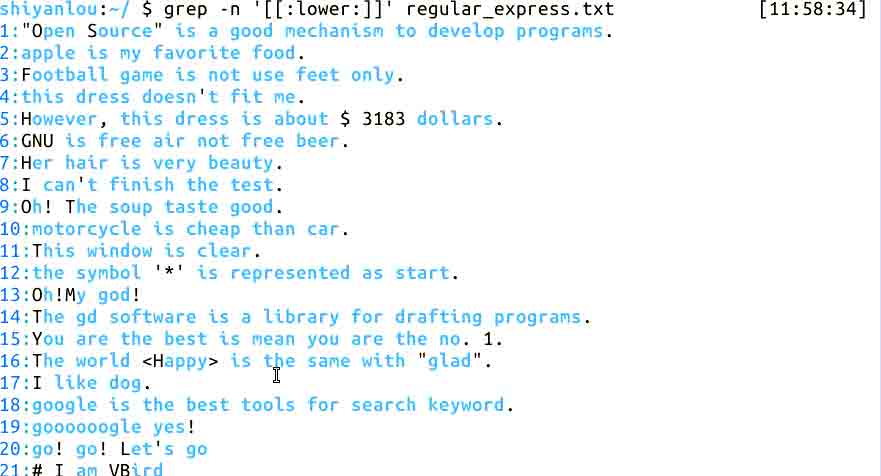 shiyanlou:~/ $ grep -n '[[:lower:]]' regular_express.txt [11:58:34]
1:"Open Source" is a good mechanism to develop programs.
2:apple is my favorite food.
3:Football game is not use feet only.
4:this dress doesn't fit me.
5:However, this dress is about $ 3183 dollars.
6:GNU is free air not free beer.
7:Her hair is very beauty.
8:I can't finish the test.
9:Oh! The soup taste good.
10:motorcycle is cheap than car.
11:This window is clear.
12:the symbol '*' is represented as start.
13:Oh!My god!
14:The gd software is a library for drafting programs.
15:You are the best is mean you are the no. 1.
16:The world <Happy> is the same with "glad".
17:I like dog.
18:google is the best tools for search keyword.
19:goooooogle yes!
20:go! go! Let's go
21:# I am VBird